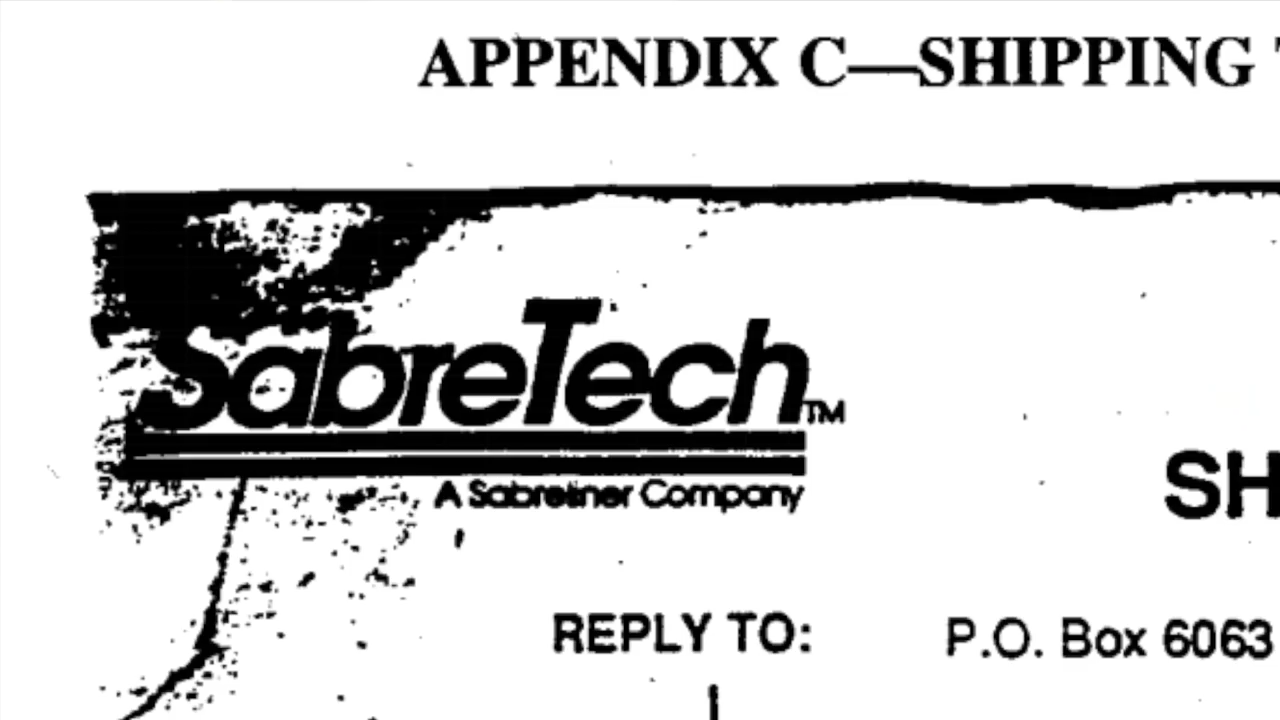 APPENDIX C—SHIPPING
SabreTech™
A Sabreliner Company
SH
REPLY TO: P.O. Box 6063